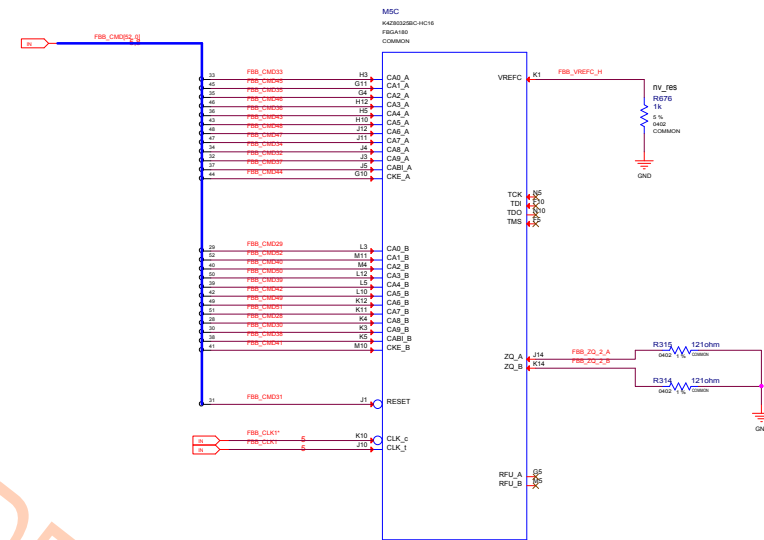 M5C
K4Z80325BC-HC16
FBGA180
COMMON
IN FBB_CMD[52_0]
33 FBB_CMD33 H3 CA0_A
45 FBB_CMD45 G11 CA1_A
35 FBB_CMD35 G4 CA2_A
46 FBB_CMD46 H12 CA3_A
36 FBB_CMD36 H5 CA4_A
43 FBB_CMD43 H10 CA5_A
48 FBB_CMD48 J12 CA6_A
47 FBB_CMD47 J11 CA7_A
34 FBB_CMD34 J4 CA8_A
32 FBB_CMD32 J3 CA9_A
37 FBB_CMD37 J5 CABI_A
44 FBB_CMD44 G10 CKE_A
29 FBB_CMD29 L3 CA0_B
52 FBB_CMD52 M11 CA1_B
40 FBB_CMD40 M4 CA2_B
50 FBB_CMD50 L12 CA3_B
39 FBB_CMD39 L5 CA4_B
42 FBB_CMD42 L10 CA5_B
49 FBB_CMD49 K12 CA6_B
51 FBB_CMD51 K11 CA7_B
28 FBB_CMD28 K4 CA8_B
30 FBB_CMD30 K3 CA9_B
38 FBB_CMD38 K5 CABI_B
41 FBB_CMD41 M10 CKE_B
31 FBB_CMD31 J1 RESET
IN FBB_CLK1* 5 K10 CLK_c
IN FBB_CLK1 5 J10 CLK_t
VREFC K1 FBB_VREFC_H
nv_res
R676
1k
5 %
0402
COMMON
GND
TCK N5
TDI F10
TDO N10
TMS F5
ZQ_A J14 FBB_ZQ_2_A R315 121ohm
0402 1 % COMMON
ZQ_B K14 FBB_ZQ_2_B R314 121ohm
0402 1 % COMMON
GN
RFU_A G5
RFU_B M5